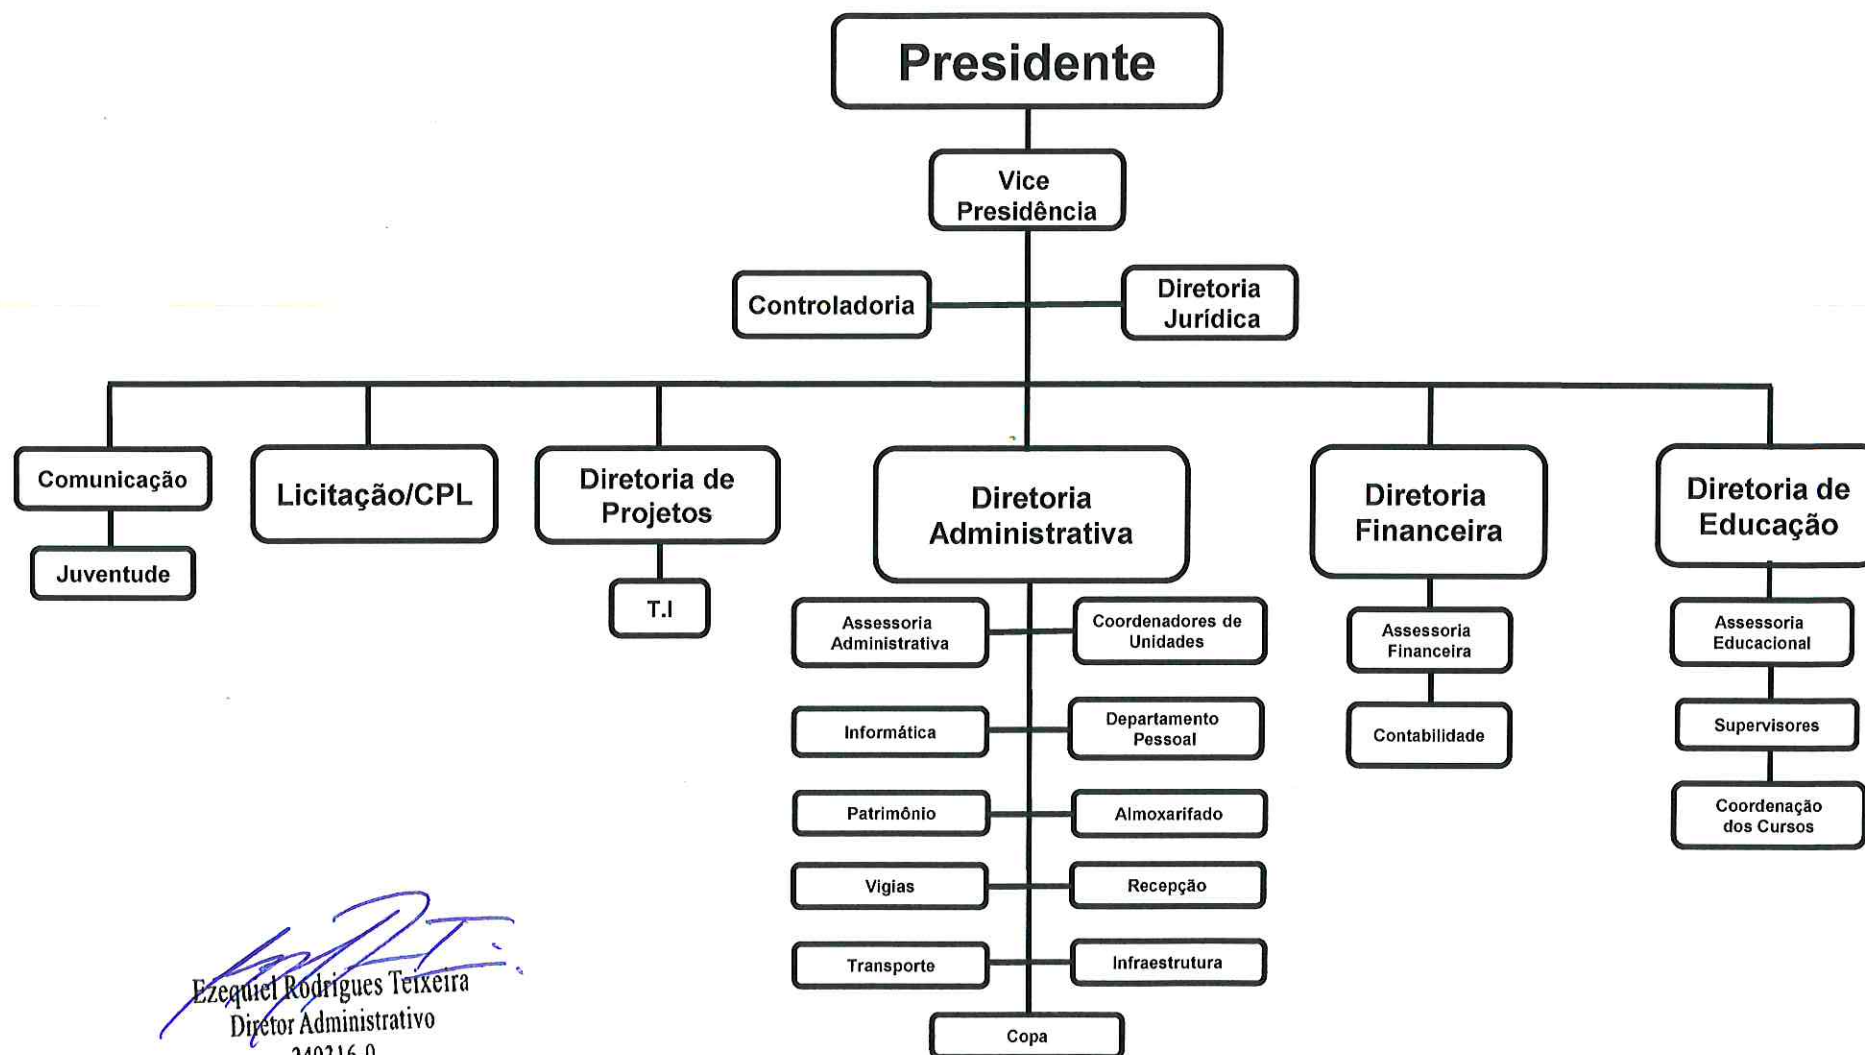 Presidente
Vice
Presidência
Controladoria
Diretoria
Jurídica
Comunicação
Licitação/CPL
Diretoria de
Projetos
Diretoria
Administrativa
Diretoria
Financeira
Diretoria de
Educação
Juventude
T.I
Assessoria
Administrativa
Coordenadores de
Unidades
Assessoria
Financeira
Assessoria
Educacional
Informática
Departamento
Pessoal
Contabilidade
Supervisores
Patrimônio
Almoxarifado
Coordenação
dos Cursos
Vigias
Recepção
Transporte
Infraestrutura
Copa
Ezequiel Rodrigues Teixeira
Diretor Administrativo